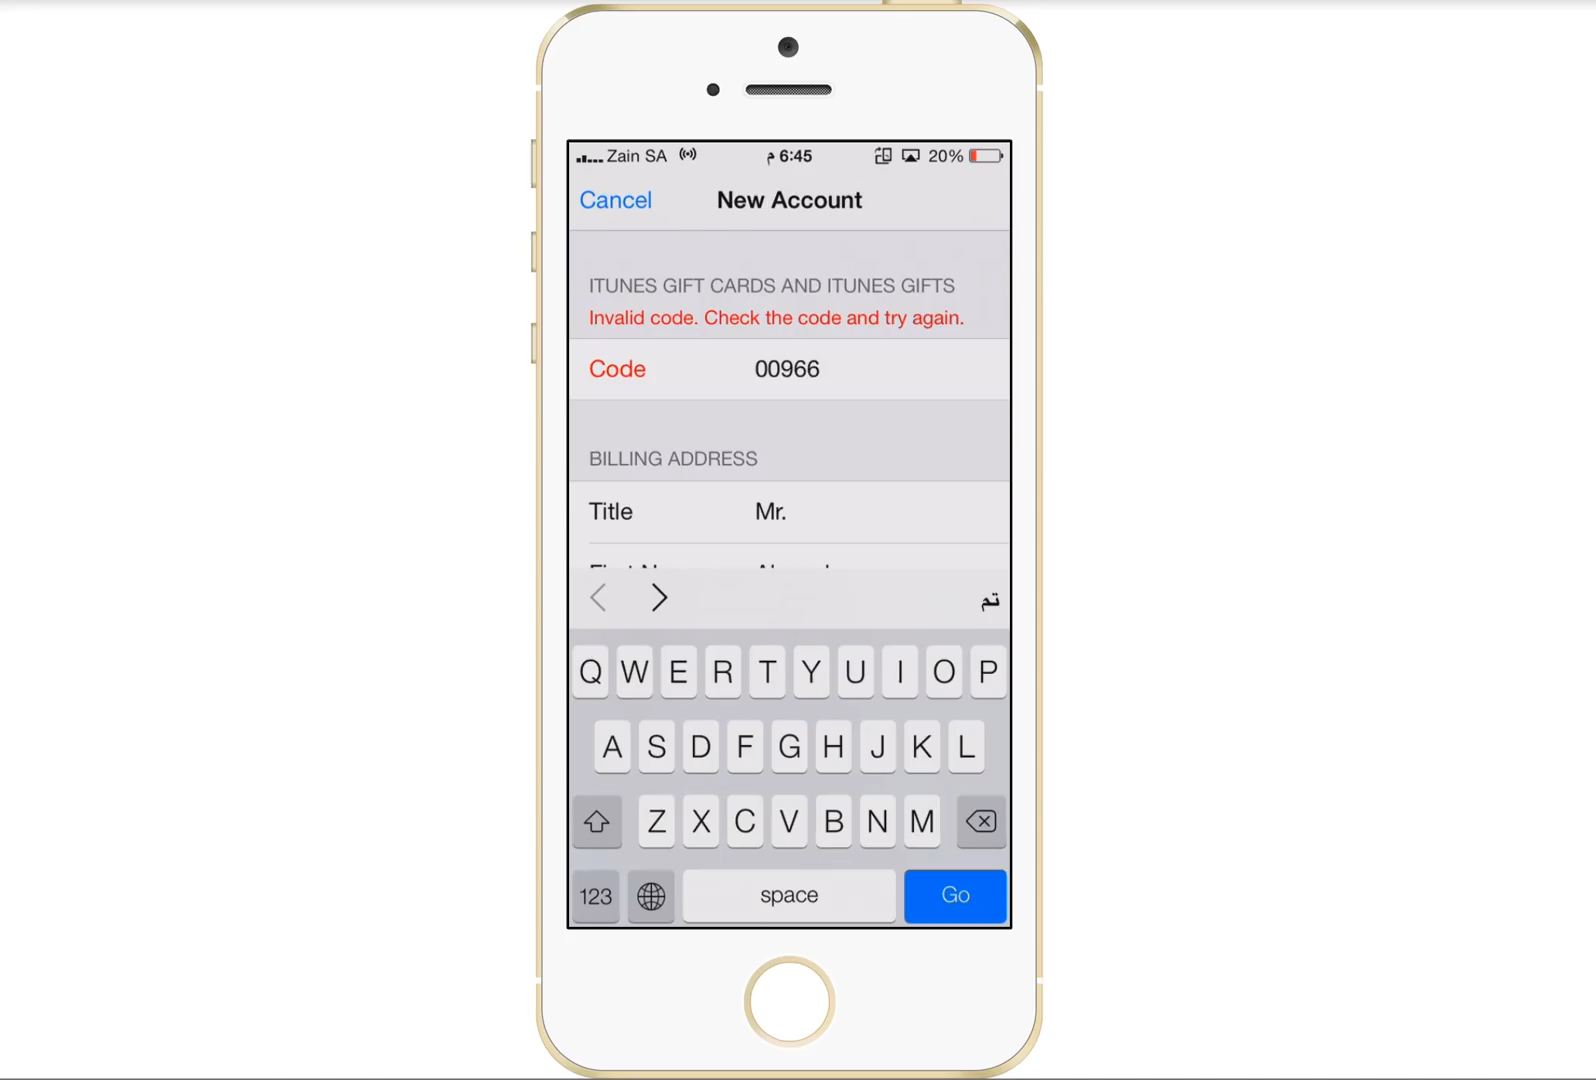 Zain SA م 6:45 20%
Cancel New Account
ITUNES GIFT CARDS AND ITUNES GIFTS
Invalid code. Check the code and try again.
Code 00966
BILLING ADDRESS
Title Mr.
تم
Q W E R T Y U I O P
A S D F G H J K L
Z X C V B N M
123 space Go